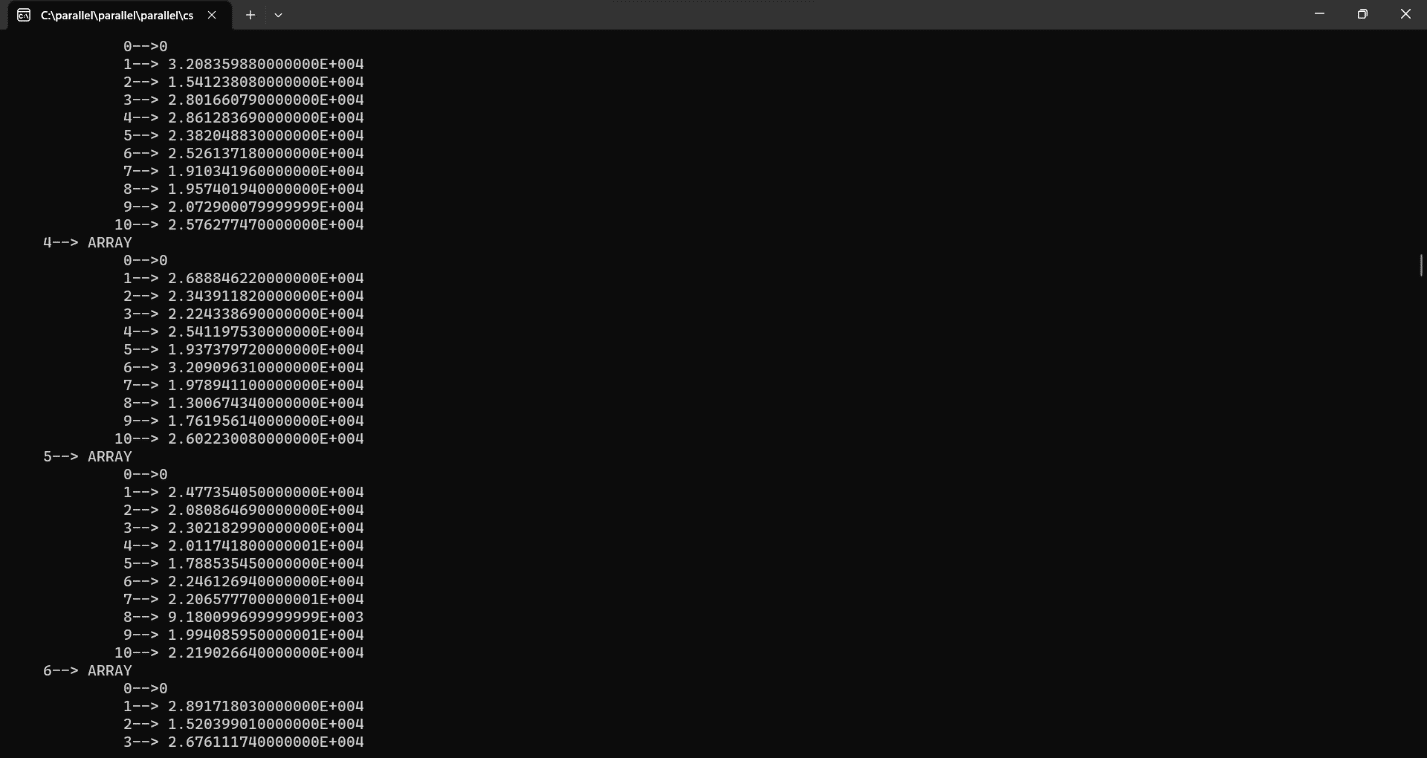 C:\parallel\parallel\parallel\cs
0-->0
1--> 3.208359880000000E+004
2--> 1.541238080000000E+004
3--> 2.801660790000000E+004
4--> 2.861283690000000E+004
5--> 2.382048830000000E+004
6--> 2.526137180000000E+004
7--> 1.910341960000000E+004
8--> 1.957401940000000E+004
9--> 2.072900079999999E+004
10--> 2.576277470000000E+004
4--> ARRAY
0-->0
1--> 2.688846220000000E+004
2--> 2.343911820000000E+004
3--> 2.224338690000000E+004
4--> 2.541197530000000E+004
5--> 1.937379720000000E+004
6--> 3.209096310000000E+004
7--> 1.978941100000000E+004
8--> 1.300674340000000E+004
9--> 1.761956140000000E+004
10--> 2.602230080000000E+004
5--> ARRAY
0-->0
1--> 2.477354050000000E+004
2--> 2.080864690000000E+004
3--> 2.302182990000000E+004
4--> 2.011741800000001E+004
5--> 1.788535450000000E+004
6--> 2.246126940000000E+004
7--> 2.206577700000001E+004
8--> 9.180099699999999E+003
9--> 1.994085950000001E+004
10--> 2.219026640000000E+004
6--> ARRAY
0-->0
1--> 2.891718030000000E+004
2--> 1.520399010000000E+004
3--> 2.676111740000000E+004